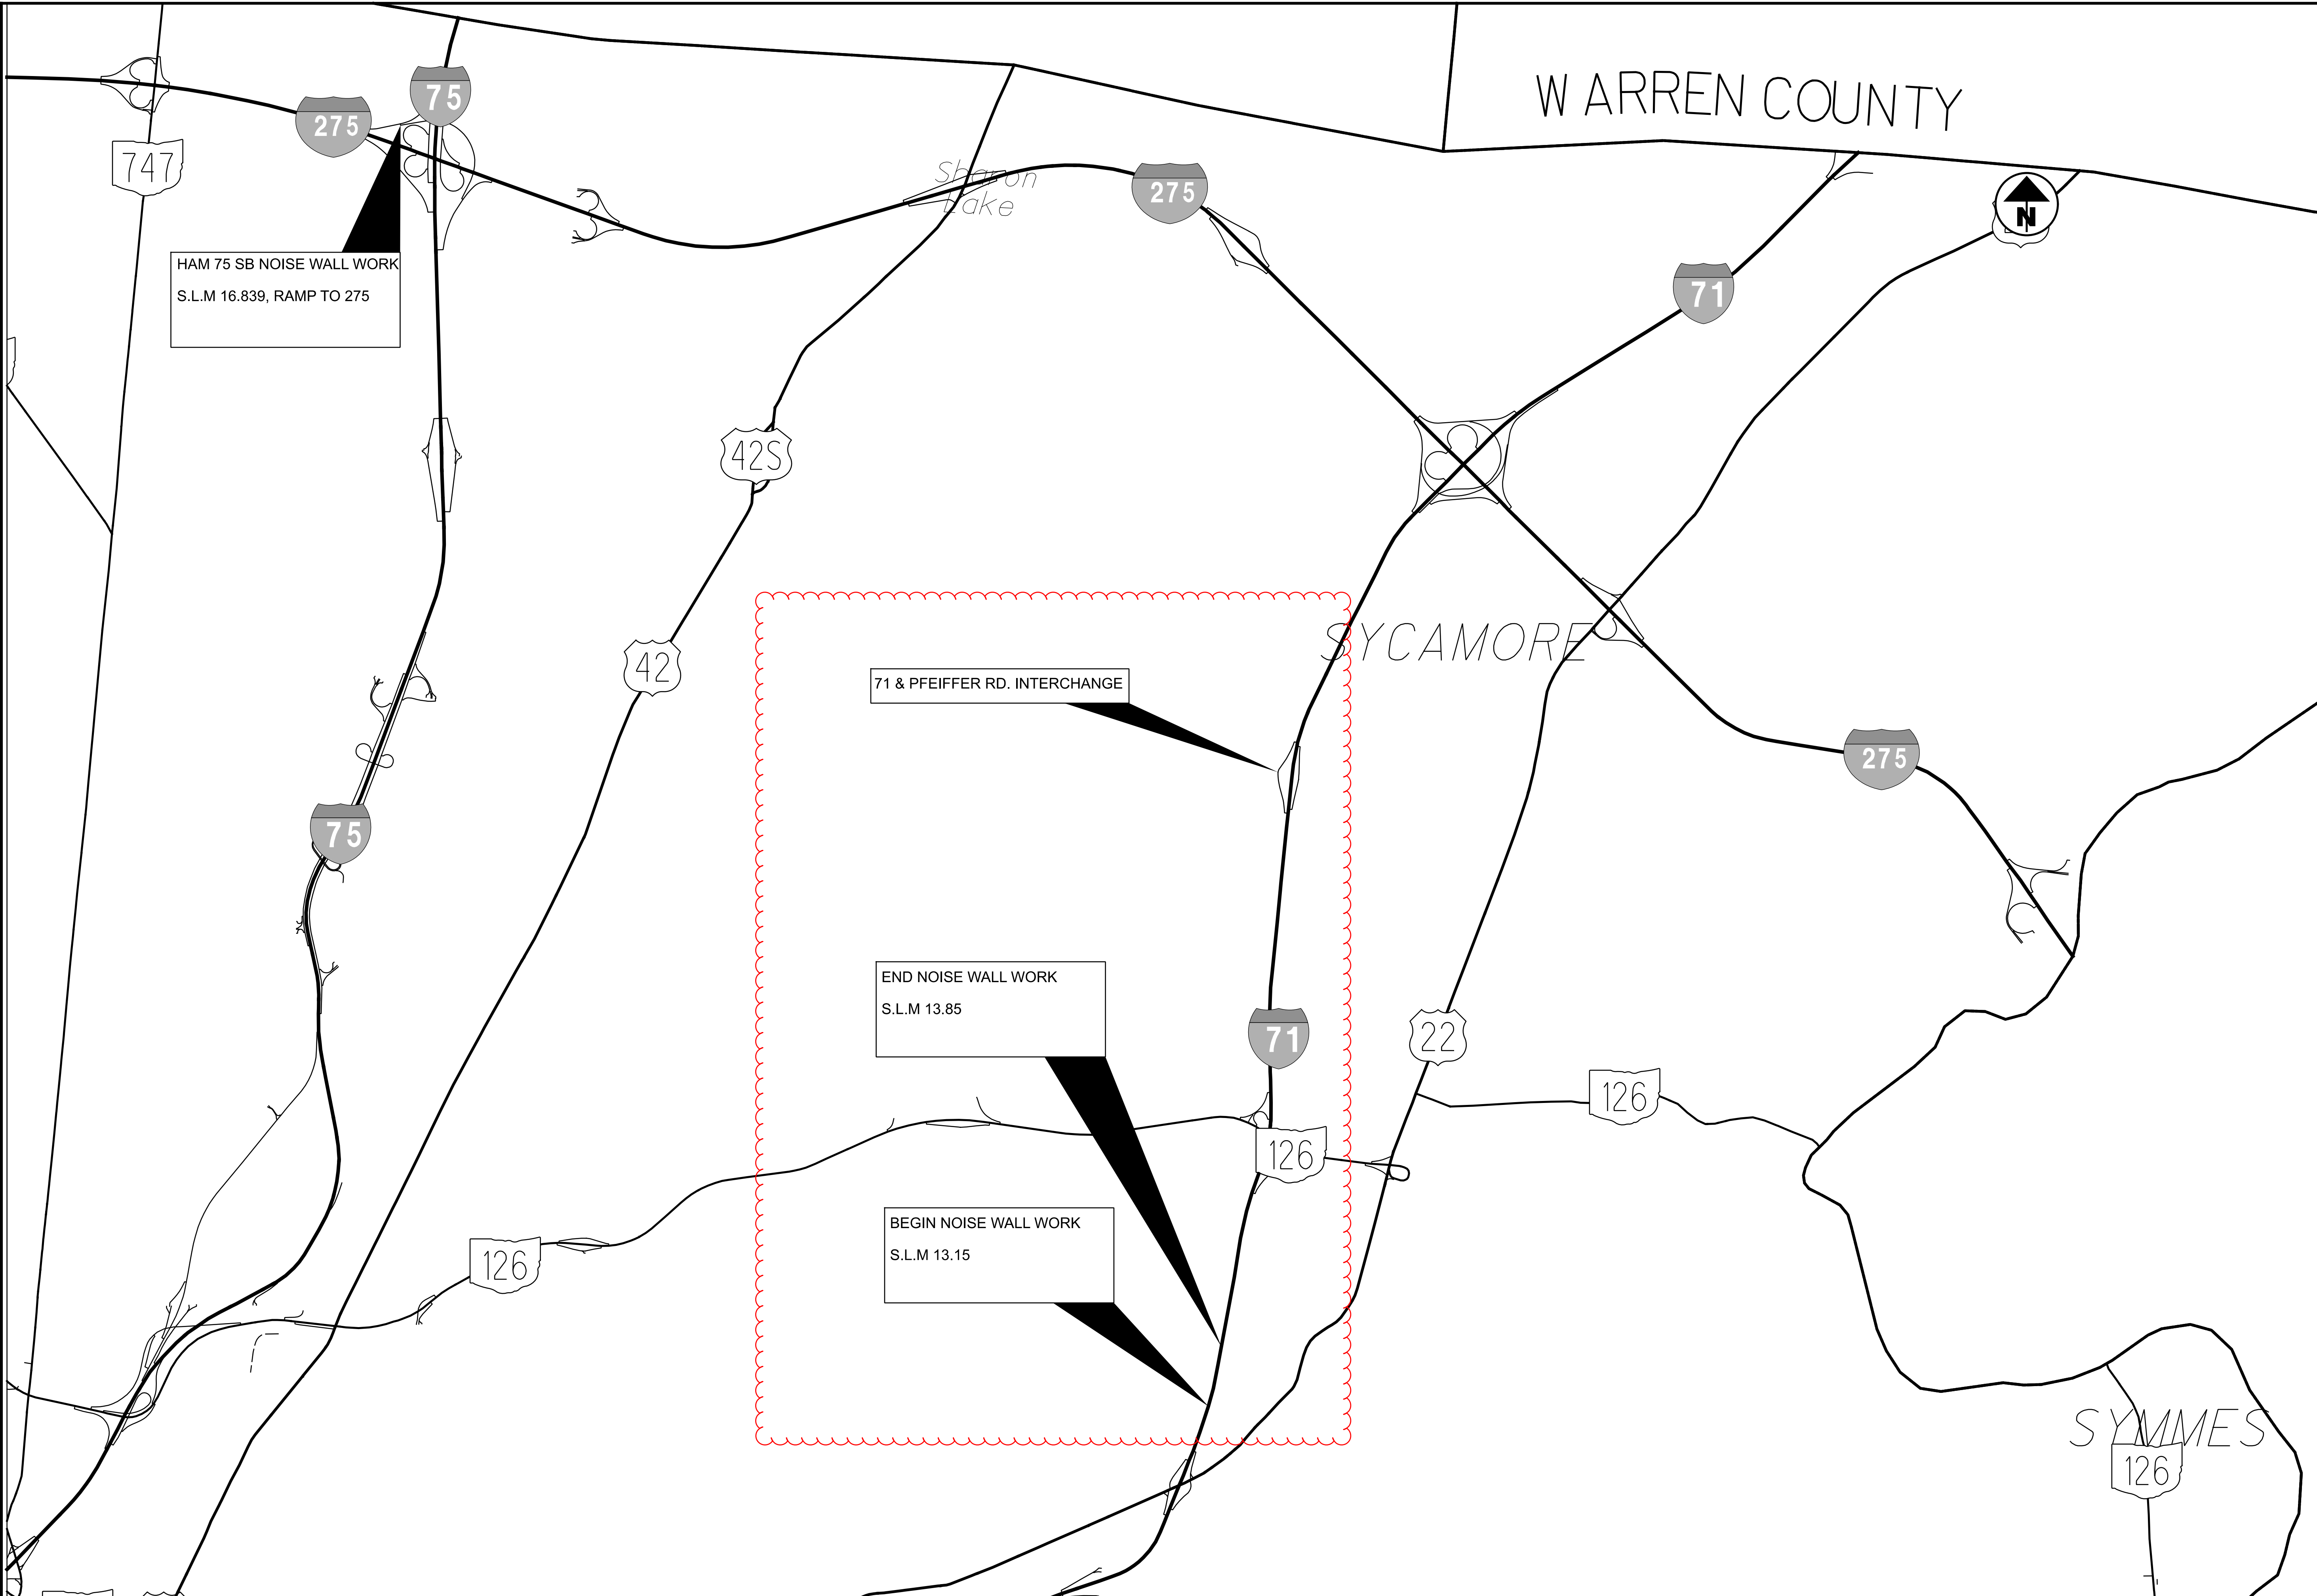 WARREN COUNTY
75
275
747
Sharon
Lake
275
N
HAM 75 SB NOISE WALL WORK
S.L.M 16.839, RAMP TO 275
71
42S
SYCAMORE
42
71 & PFEIFFER RD. INTERCHANGE
275
75
END NOISE WALL WORK
S.L.M 13.85
71
22
126
126
BEGIN NOISE WALL WORK
S.L.M 13.15
126
SYMMES
126